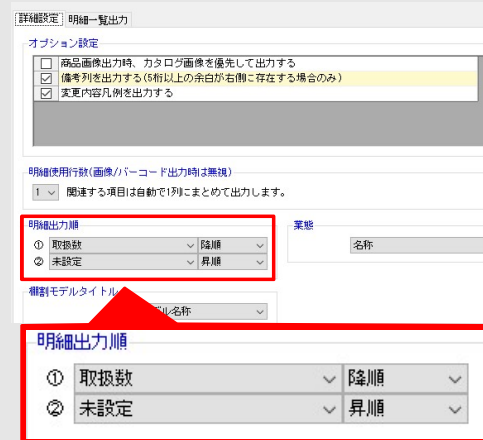 詳細設定 明細一覧出力
オプション設定
商品画像出力時、カタログ画像を優先して出力する
備考列を出力する(5桁以上の余白が右側に存在する場合のみ)
変更内容凡例を出力する
明細使用行数(画像/バーコード出力時は無視)
1 関連する項目は自動で1列にまとめて出力します。
明細出力順
① 取扱数 降順
② 未設定 昇順
業態
名称
棚割モデルタイトル
デル名称
明細出力順
① 取扱数 降順
② 未設定 昇順